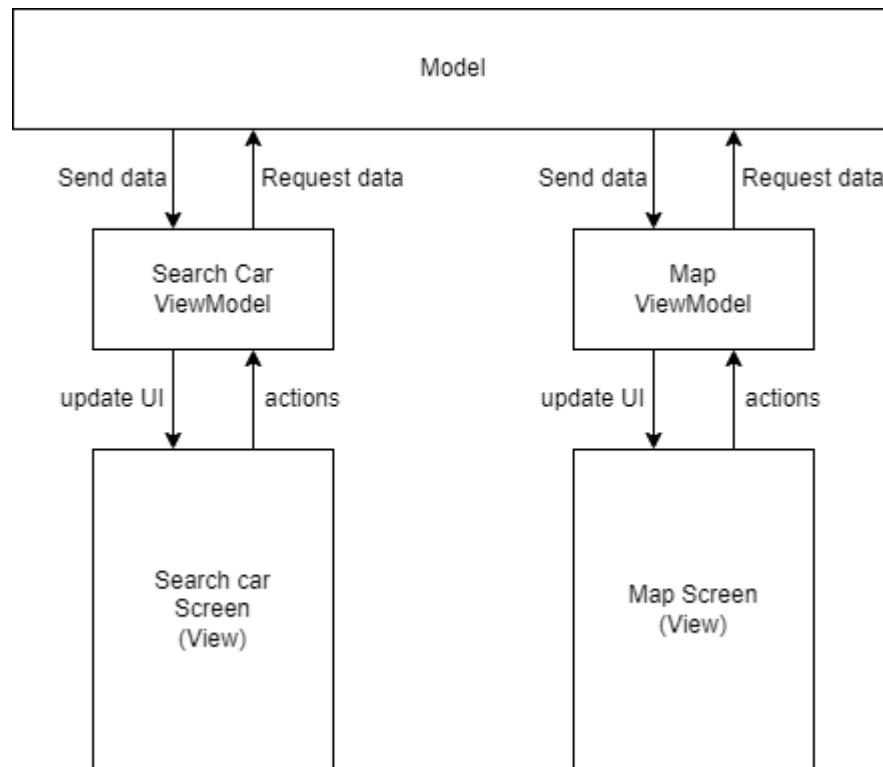 Model
Send data
Request data
Send data
Request data
Search Car
ViewModel
Map
ViewModel
update UI
actions
update UI
actions
Search car
Screen
(View)
Map Screen
(View)